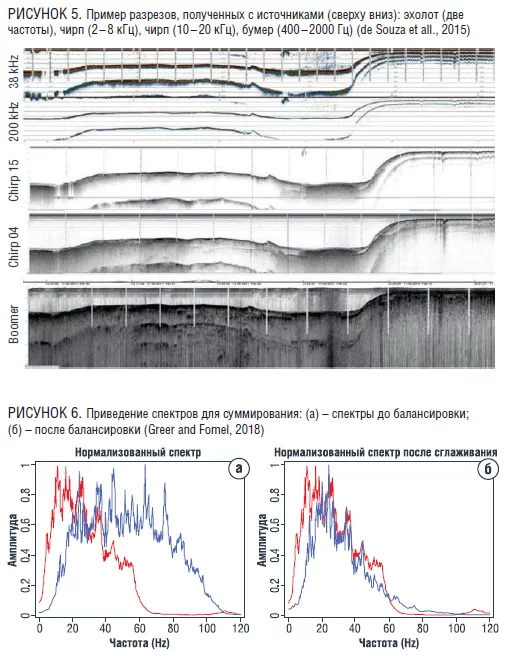 РИСУНОК 5. Пример разрезов, полученных с источниками (сверху вниз): эхолот (две
частоты), чирп (2–8 кГц), чирп (10–20 кГц), бумер (400–2000 Гц) (de Souza et all., 2015)
38 kHz
200 kHz
Chirp 15
Chirp 04
Boomer
РИСУНОК 6. Приведение спектров для суммирования: (а) – спектры до балансировки;
(б) – после балансировки (Greer and Fomel, 2018)
Нормализованный спектр
а
Амплитуда
1
0,8
0,6
0,4
0,2
0
0 20 40 60 80 100 120
Частота (Hz)
Нормализованный спектр после сглаживания
б
Амплитуда
1
0,8
0,6
0,4
0,2
0
0 20 40 60 80 100 120
Частота (Hz)